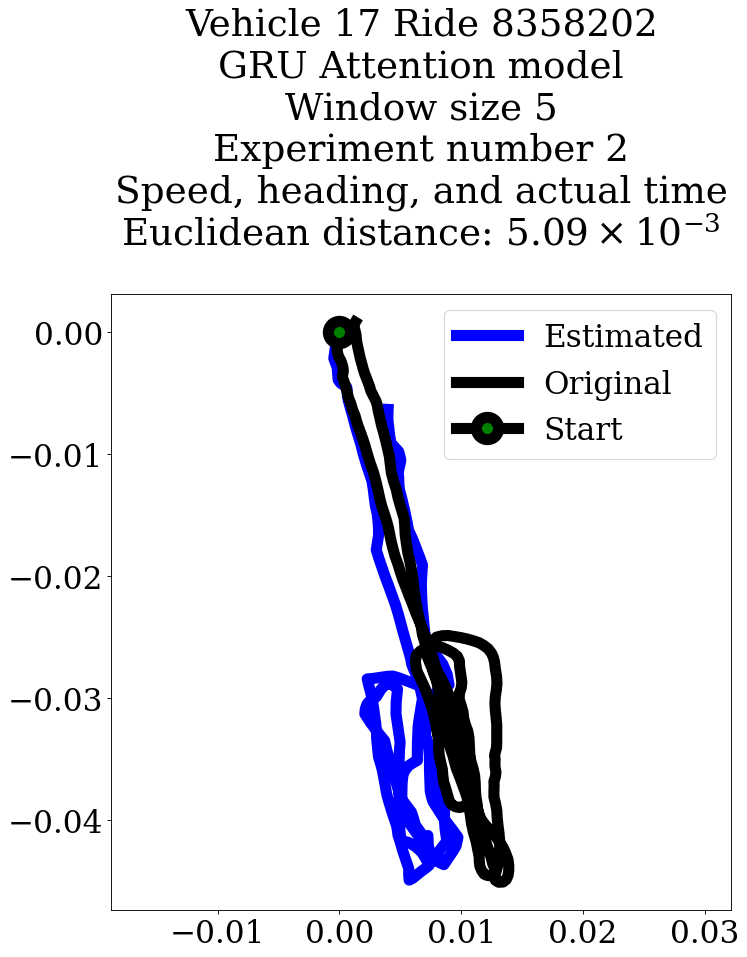 Vehicle 17 Ride 8358202
GRU Attention model
Window size 5
Experiment number 2
Speed, heading, and actual time
Euclidean distance: 5.09 × 10⁻³
Estimated
Original
Start
0.00
−0.01
−0.02
−0.03
−0.04
−0.01 0.00 0.01 0.02 0.03